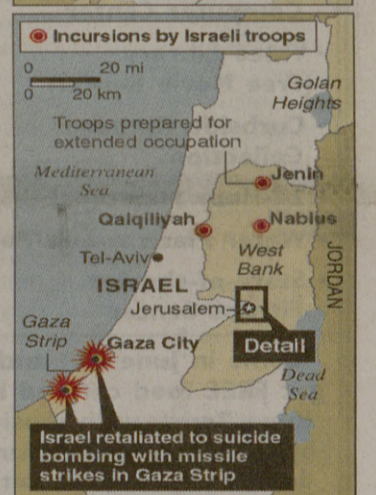 Incursions by Israeli troops
0 20 mi
0 20 km
Golan
Heights
Troops prepared for
extended occupation
Mediterranean
Sea
Jenin
Qalqiliyah
Nablus
Tel-Aviv
West
Bank
ISRAEL
JORDAN
Jerusalem
Gaza
Strip
Gaza City
Detail
Dead
Sea
Israel retaliated to suicide
bombing with missile
strikes in Gaza Strip